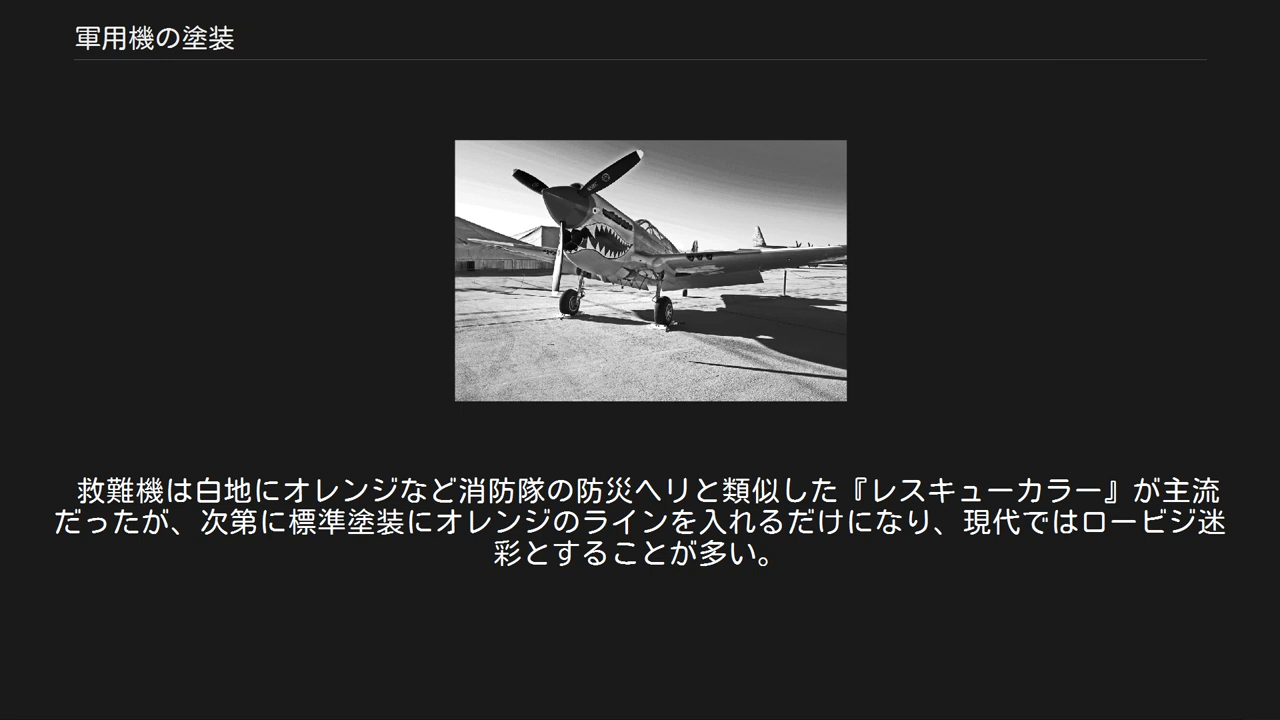 軍用機の塗装
救難機は白地にオレンジなど消防隊の防災ヘリと類似した『レスキューカラー』が主流
だったが、次第に標準塗装にオレンジのラインを入れるだけになり、現代ではロービジ迷
彩とすることが多い。